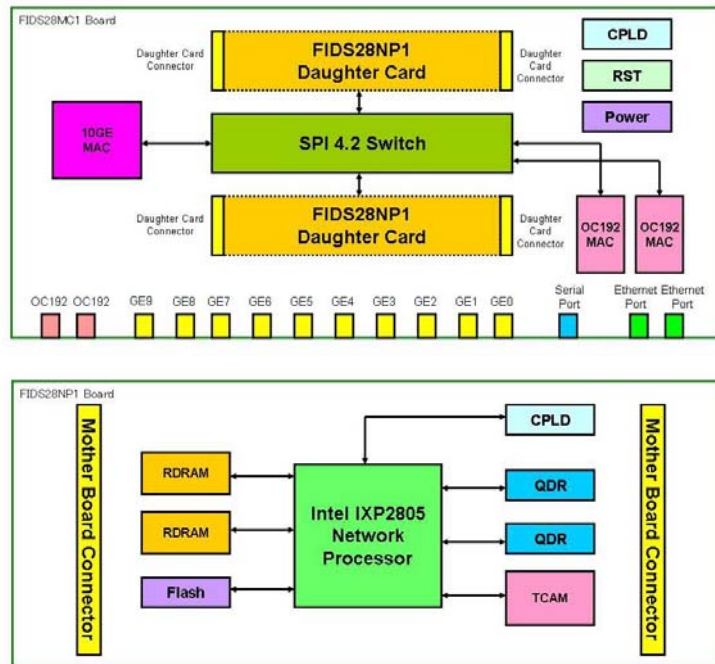 FIDS28MC1 Board
Daughter Card
Connector
FIDS28NP1
Daughter Card
Daughter Card
Connector
CPLD
RST
Power
10GE
MAC
SPI 4.2 Switch
Daughter Card
Connector
FIDS28NP1
Daughter Card
Daughter Card
Connector
OC192
MAC
OC192
MAC
OC192
OC192
GE9
GE8
GE7
GE6
GE5
GE4
GE3
GE2
GE1
GE0
Serial
Port
Ethernet
Port
Ethernet
Port
FIDS28NP1 Board
Mother Board Connector
RDRAM
RDRAM
Flash
Intel IXP2805
Network
Processor
CPLD
QDR
QDR
TCAM
Mother Board Connector